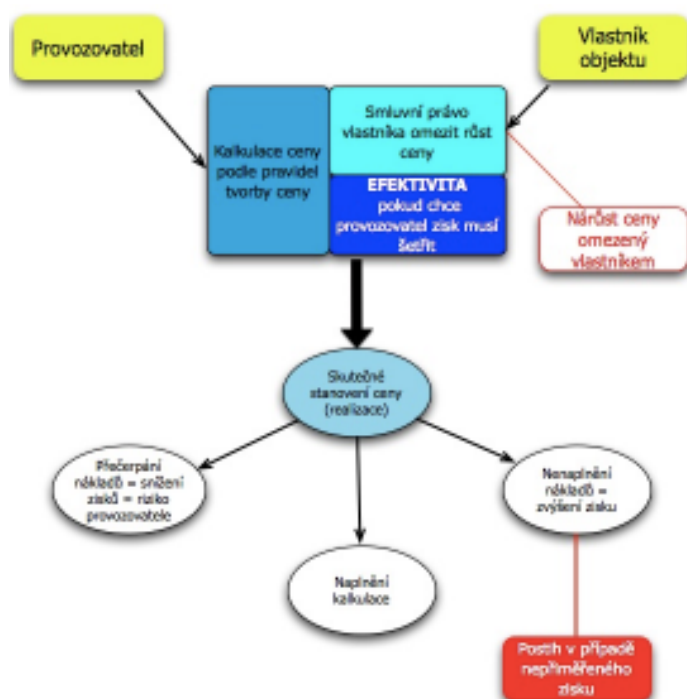 Provozovatel
Vlastník
objektu
Kalkulace ceny
podle pravidel
tvorby ceny
Smluvní právo
vlastníka omezit růst
ceny
EFEKTIVITA
pokud chce
provozovatel zisk musí
šetřit
Nárůst ceny
omezený
vlastníkem
Skutečné
stanovení ceny
(realizace)
Přečerpání
nákladů = snížení
zisků = riziko
provozovatele
Naplnění
kalkulace
Nenaplnění
nákladů =
zvýšení zisku
Postih v případě
nepřiměřeného
zisku